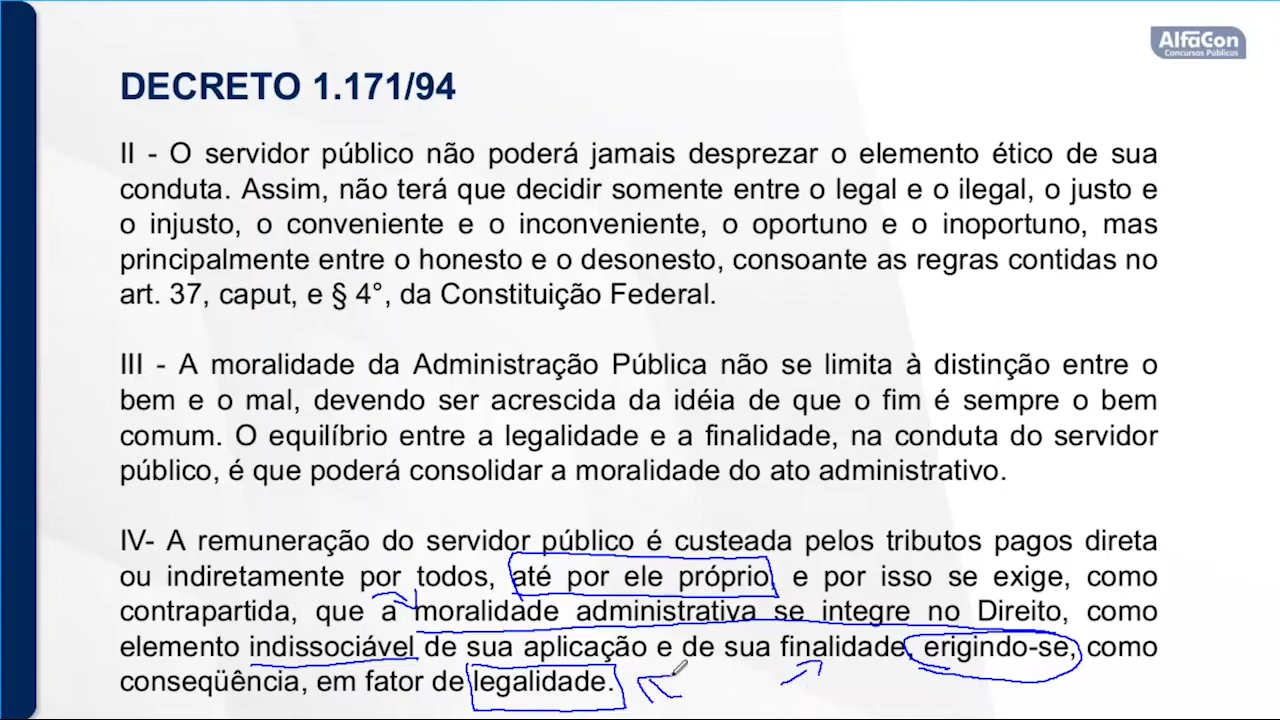 AlfaCon
Concursos Públicos
DECRETO 1.171/94
II - O servidor público não poderá jamais desprezar o elemento ético de sua
conduta. Assim, não terá que decidir somente entre o legal e o ilegal, o justo e
o injusto, o conveniente e o inconveniente, o oportuno e o inoportuno, mas
principalmente entre o honesto e o desonesto, consoante as regras contidas no
art. 37, caput, e § 4°, da Constituição Federal.
III - A moralidade da Administração Pública não se limita à distinção entre o
bem e o mal, devendo ser acrescida da idéia de que o fim é sempre o bem
comum. O equilíbrio entre a legalidade e a finalidade, na conduta do servidor
público, é que poderá consolidar a moralidade do ato administrativo.
IV- A remuneração do servidor público é custeada pelos tributos pagos direta
ou indiretamente por todos, até por ele próprio, e por isso se exige, como
contrapartida, que a moralidade administrativa se integre no Direito, como
elemento indissociável de sua aplicação e de sua finalidade, erigindo-se, como
conseqüência, em fator de legalidade.